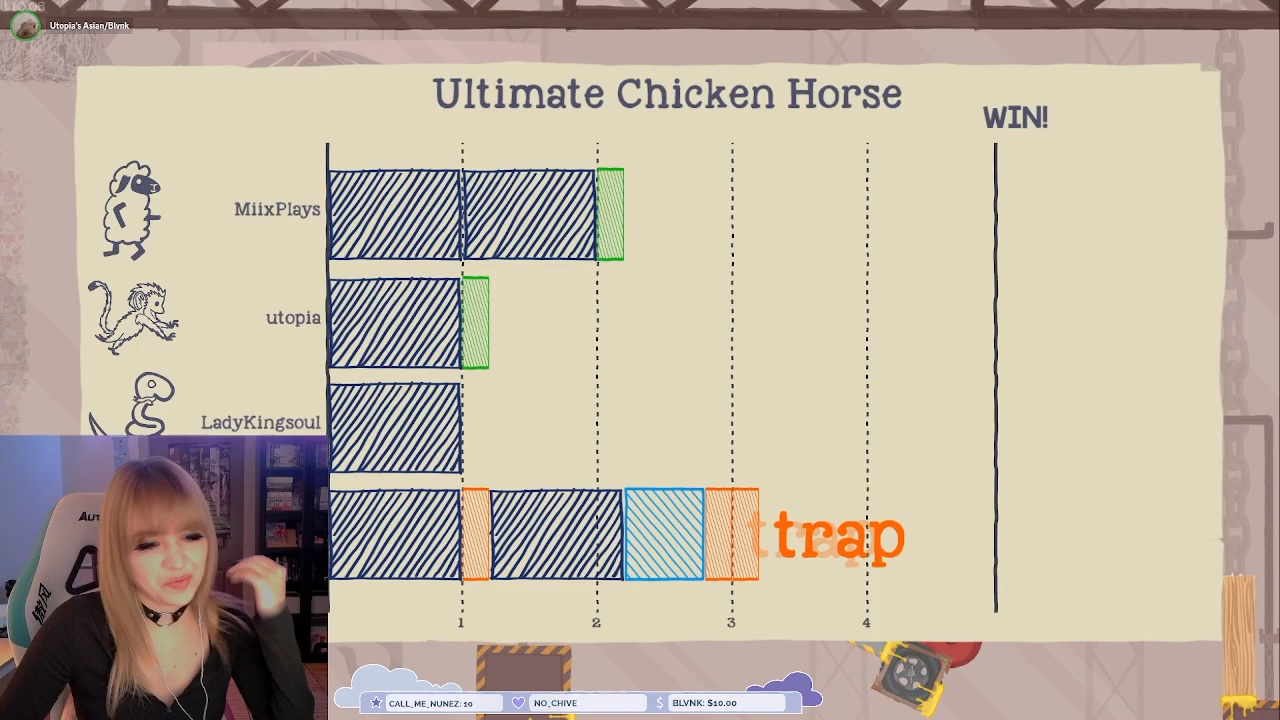 Utopia's Asian/Blvnk
Ultimate Chicken Horse
WIN!
MiixPlays
utopia
LadyKingsoul
trap
1 2 3 4
CALL_ME_NUNEZ: 10
NO_CHIVE
$ BLVNK: $10.00